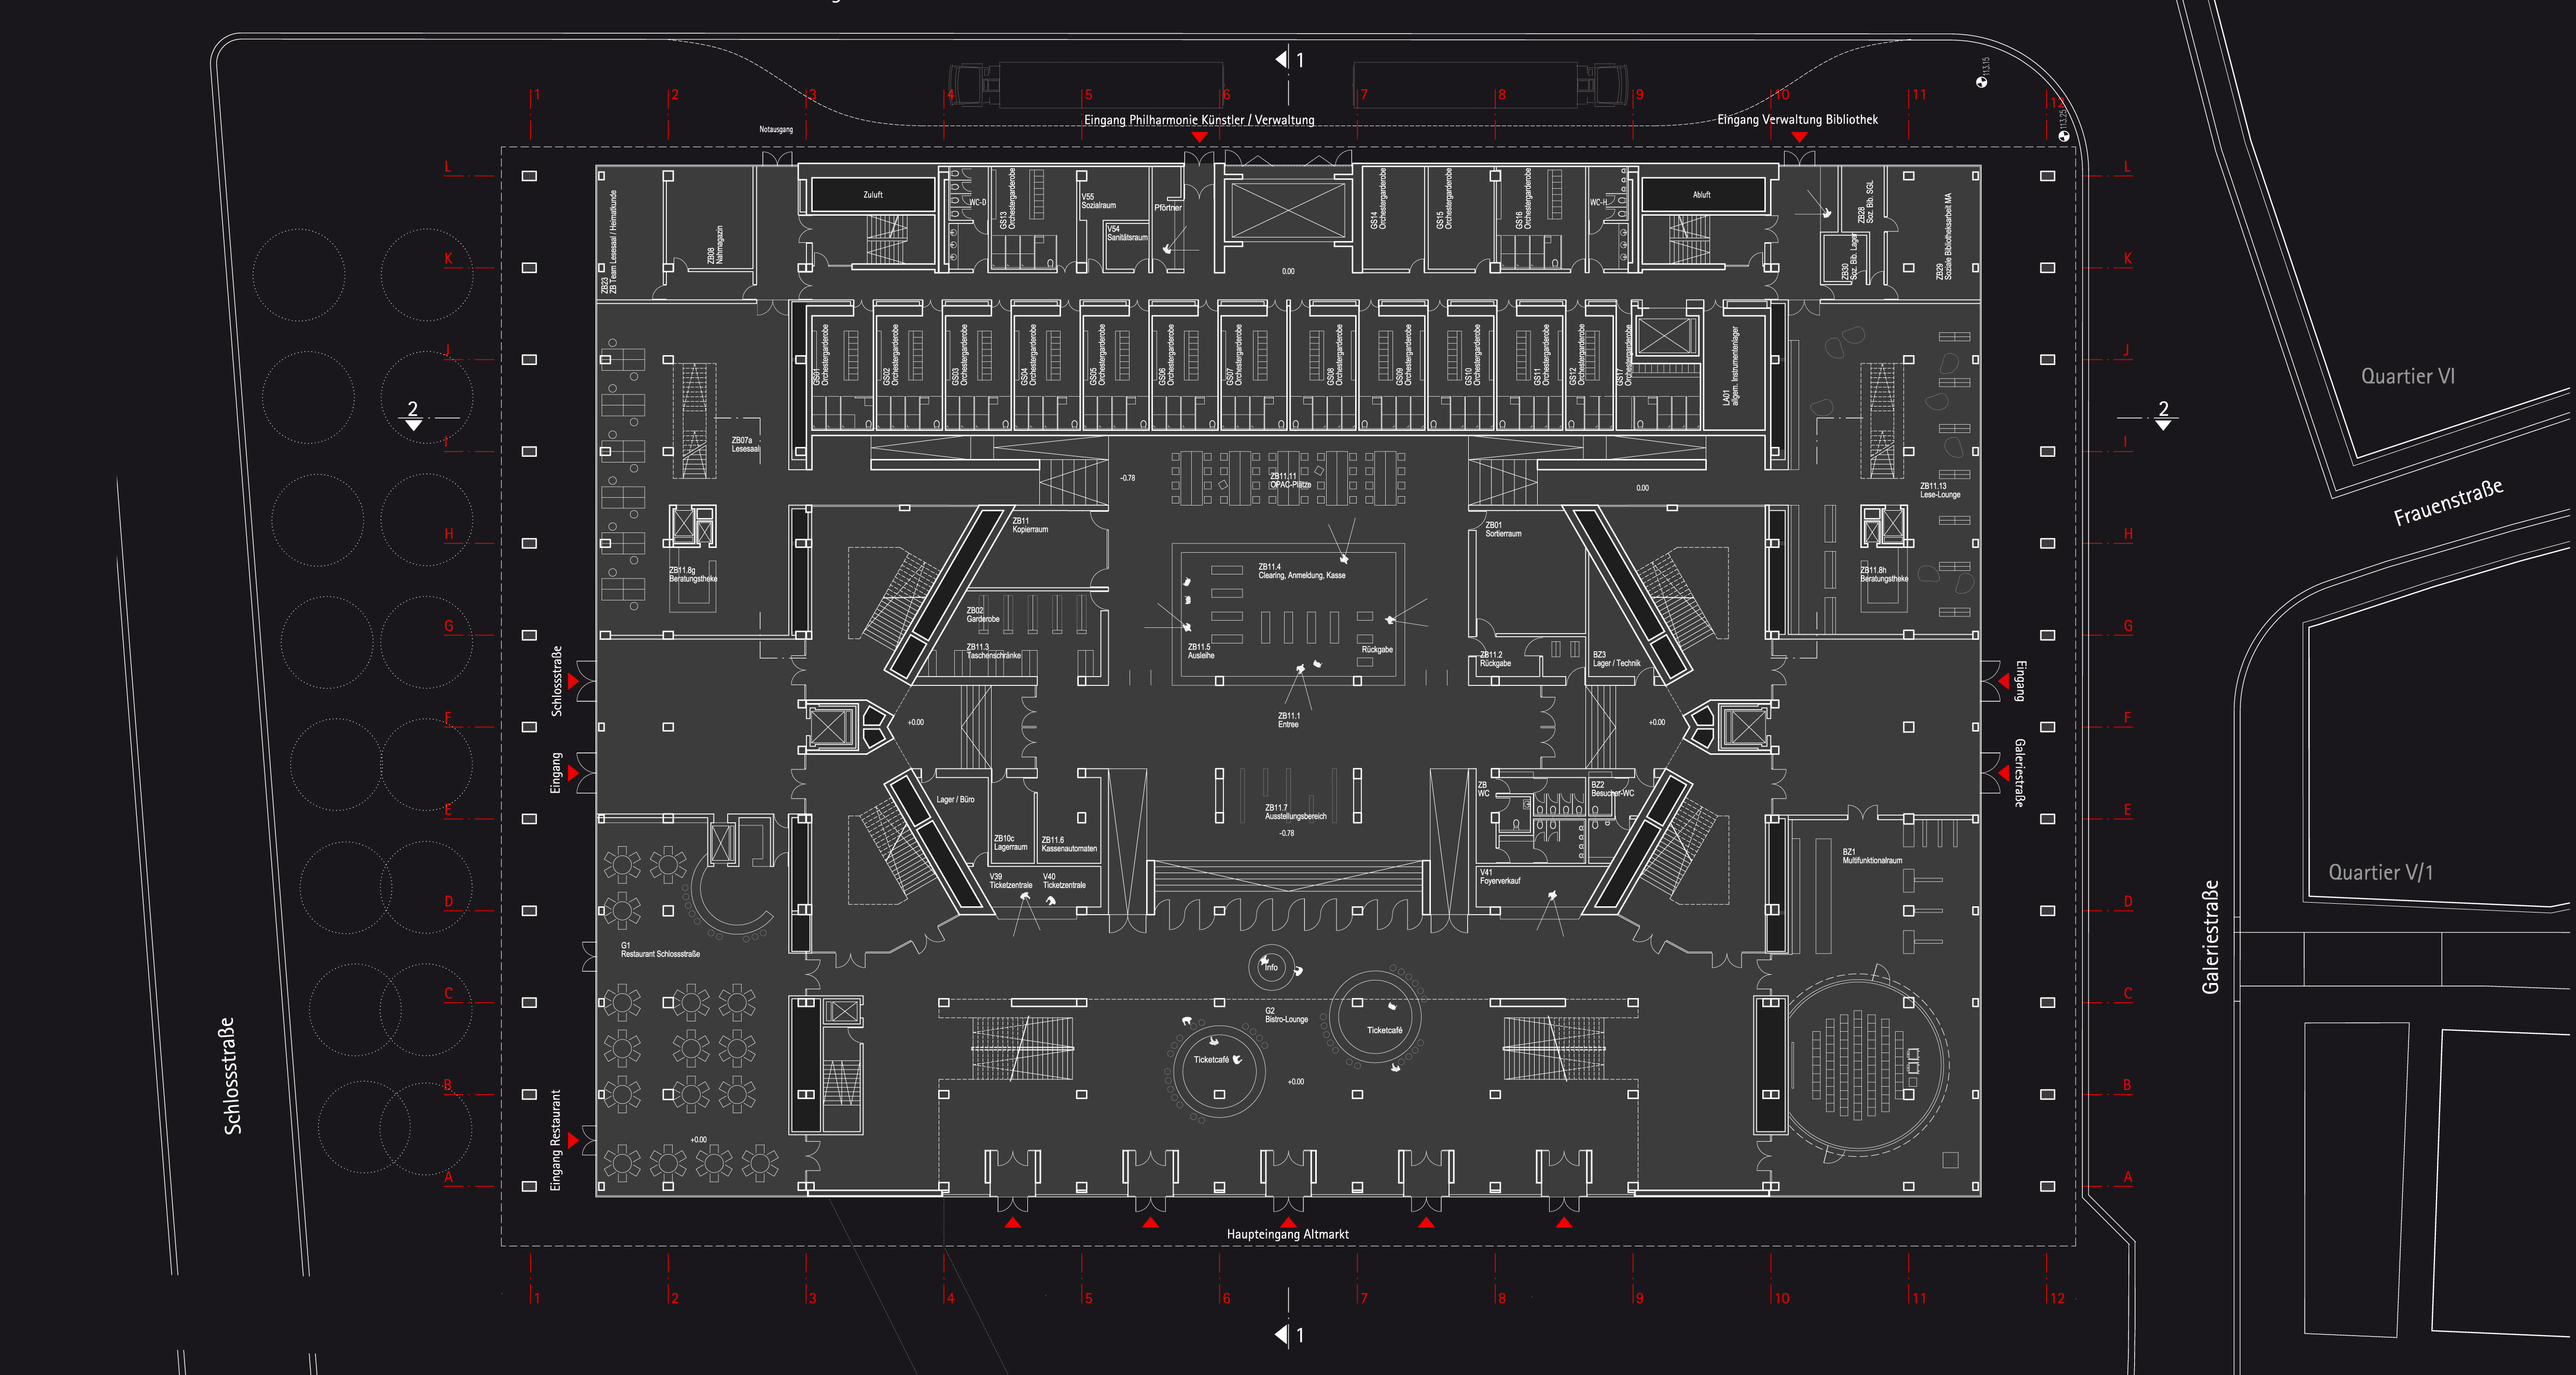 1
113.15
1 2 3 4 5 6 7 8 9 10 11 12
113.25
Notausgang
Eingang Philharmonie Künstler / Verwaltung
Eingang Verwaltung Bibliothek
L
L
ZB23
ZB Team Lesesaal / Heimatkunde
ZB08
Nahmagazin
Zuluft
WC-D
GS13
Orchestergarderobe
V55
Sozialraum
V54
Sanitätsraum
Pförtner
0.00
GS14
Orchestergarderobe
GS15
Orchestergarderobe
GS16
Orchestergarderobe
WC-H
Abluft
ZB28
Soz. Bib. SGL
ZB30
Soz. Bib. Lager
ZB29
Soziale Bibliotheksarbeit MA
K
K
GS01
Orchestergarderobe
GS02
Orchestergarderobe
GS03
Orchestergarderobe
GS04
Orchestergarderobe
GS05
Orchestergarderobe
GS06
Orchestergarderobe
GS07
Orchestergarderobe
GS08
Orchestergarderobe
GS09
Orchestergarderobe
GS10
Orchestergarderobe
GS11
Orchestergarderobe
GS12
Orchestergarderobe
GS17
Orchestergarderobe
LA01
allgem. Instrumentenlager
J
J
Quartier VI
2
2
I
I
ZB07a
Lesesaal
-0.78
ZB11.11
OPAC-Plätze
0.00
ZB11.13
Lese-Lounge
Frauenstraße
H
H
ZB11
Kopierraum
ZB01
Sortierraum
ZB11.8g
Beratungstheke
ZB11.4
Clearing, Anmeldung, Kasse
ZB11.8h
Beratungstheke
G
G
ZB02
Garderobe
ZB11.3
Taschenschränke
ZB11.5
Ausleihe
Rückgabe
ZB11.2
Rückgabe
BZ3
Lager / Technik
Schlossstraße
Eingang
F
F
+0.00
ZB11.1
Entree
+0.00
Eingang
Galeriestraße
E
E
Lager / Büro
ZB10c
Lagerraum
ZB11.6
Kassenautomaten
ZB11.7
Ausstellungsbereich
-0.78
ZB
WC
BZ2
Besucher-WC
BZ1
Multifunktionalraum
Quartier V/1
V39
Ticketzentrale
V40
Ticketzentrale
V41
Foyerverkauf
D
D
Galeriestraße
G1
Restaurant Schlossstraße
Info
C
C
G2
Bistro-Lounge
Ticketcafé
Ticketcafé
+0.00
Schlossstraße
B
B
Eingang Restaurant
+0.00
A
A
Haupteingang Altmarkt
1 2 3 4 5 6 7 8 9 10 11 12
1